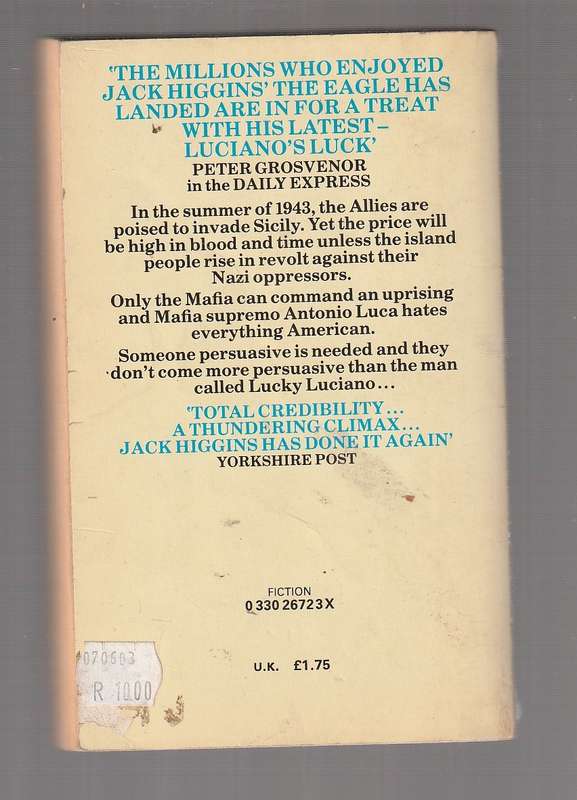 ‘THE MILLIONS WHO ENJOYED
JACK HIGGINS’ THE EAGLE HAS
LANDED ARE IN FOR A TREAT
WITH HIS LATEST –
LUCIANO’S LUCK’
PETER GROSVENOR
in the DAILY EXPRESS
In the summer of 1943, the Allies are
poised to invade Sicily. Yet the price will
be high in blood and time unless the island
people rise in revolt against their
Nazi oppressors.
Only the Mafia can command an uprising
and Mafia supremo Antonio Luca hates
everything American.
Someone persuasive is needed and they
don’t come more persuasive than the man
called Lucky Luciano...
‘TOTAL CREDIBILITY...
A THUNDERING CLIMAX...
JACK HIGGINS HAS DONE IT AGAIN’
YORKSHIRE POST
FICTION
0 330 26723 X
U.K. £1.75
070603
R 10.00